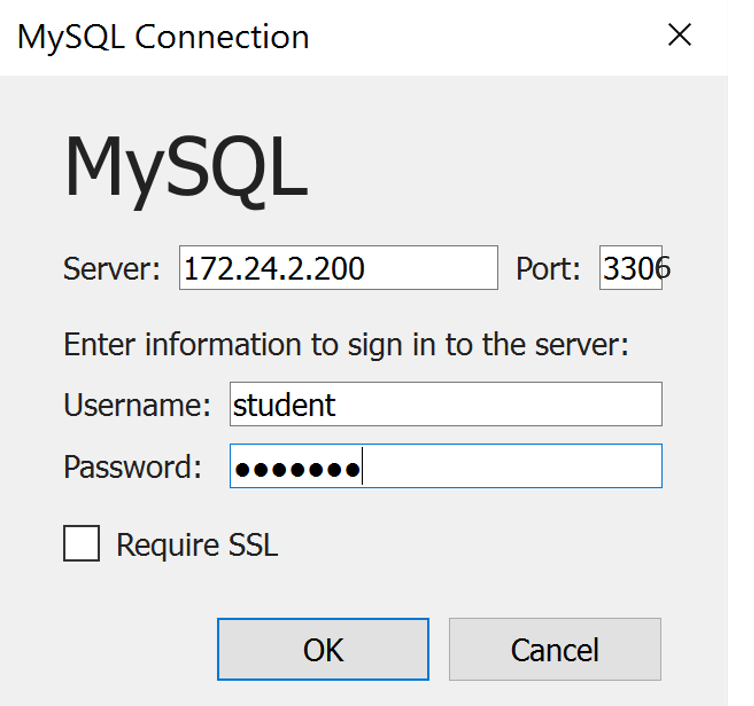 MySQL Connection
MySQL
Server: 172.24.2.200 Port: 3306
Enter information to sign in to the server:
Username: student
Password: ●●●●●●●
Require SSL
OK Cancel